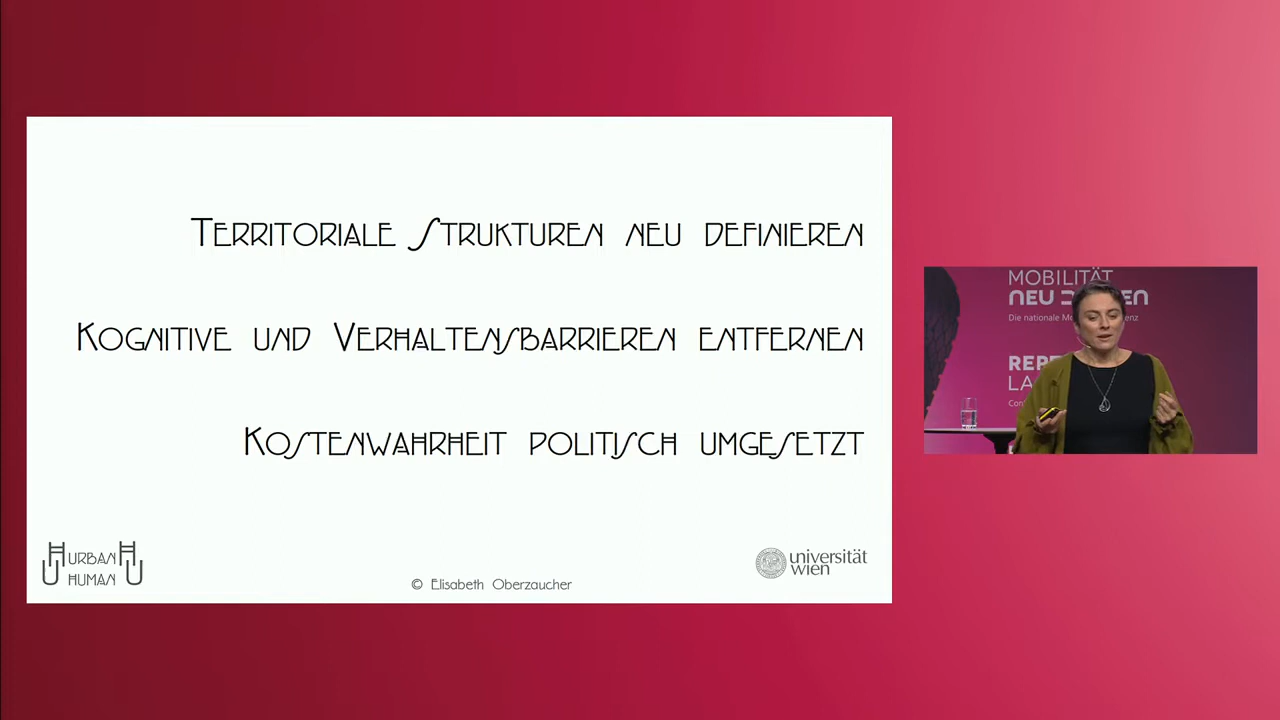 Territoriale Strukturen neu definieren
Kognitive und Verhaltensbarrieren entfernen
Kostenwahrheit politisch umgesetzt
urban
human
© Elisabeth Oberzaucher
universität
wien
MOBILITÄT
NEU
Die nationale